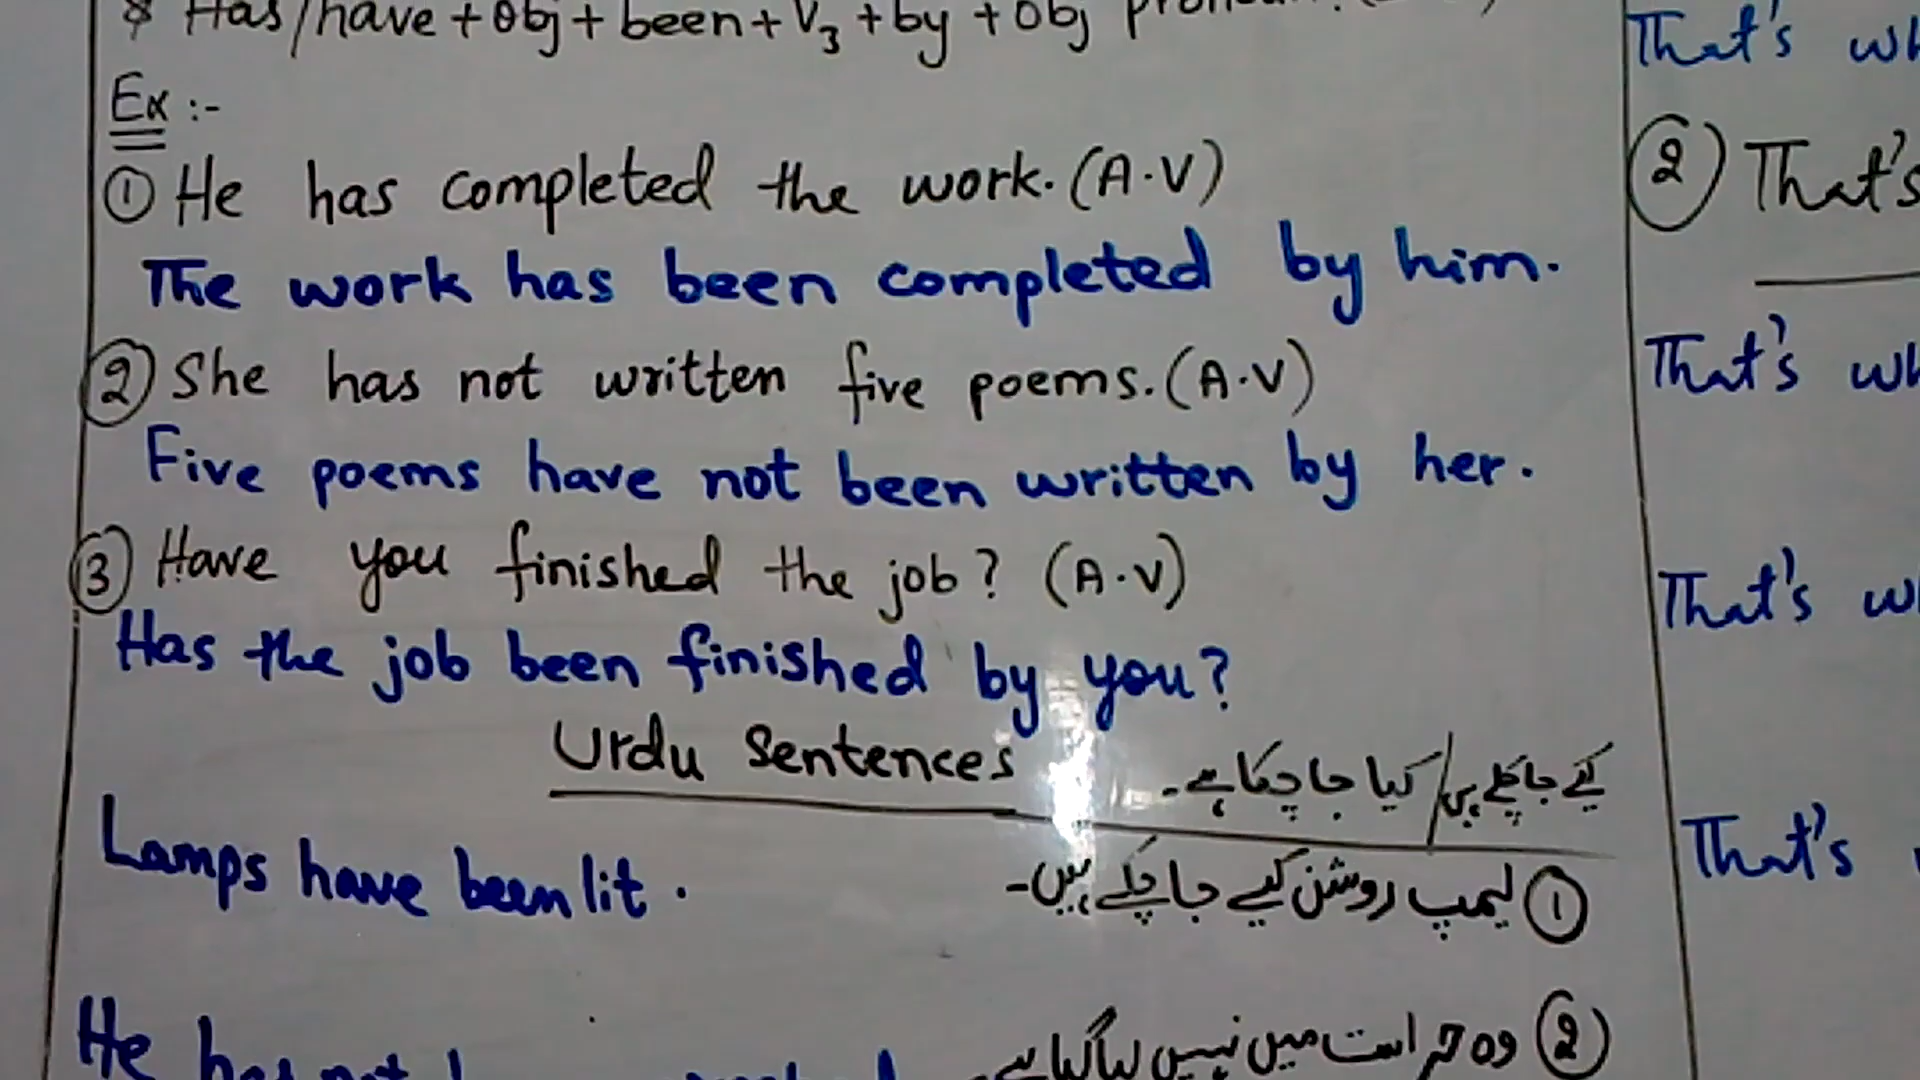 Has/have + Obj + been + V3 + by + Obj
Ex :-
① He has completed the work. (A.V)
The work has been completed by him.
② She has not written five poems. (A.V)
Five poems have not been written by her.
③ Have you finished the job? (A.V)
Has the job been finished by you?
Urdu Sentences کیے جا چکے ہیں / کیا جا چکا ہے۔
① لیمپ روشن کیے جا چکے ہیں۔
Lamps have been lit.
② وہ حراست میں نہیں لیا گیا ہے۔
He has not
That's
② That's
That's
That's
That's